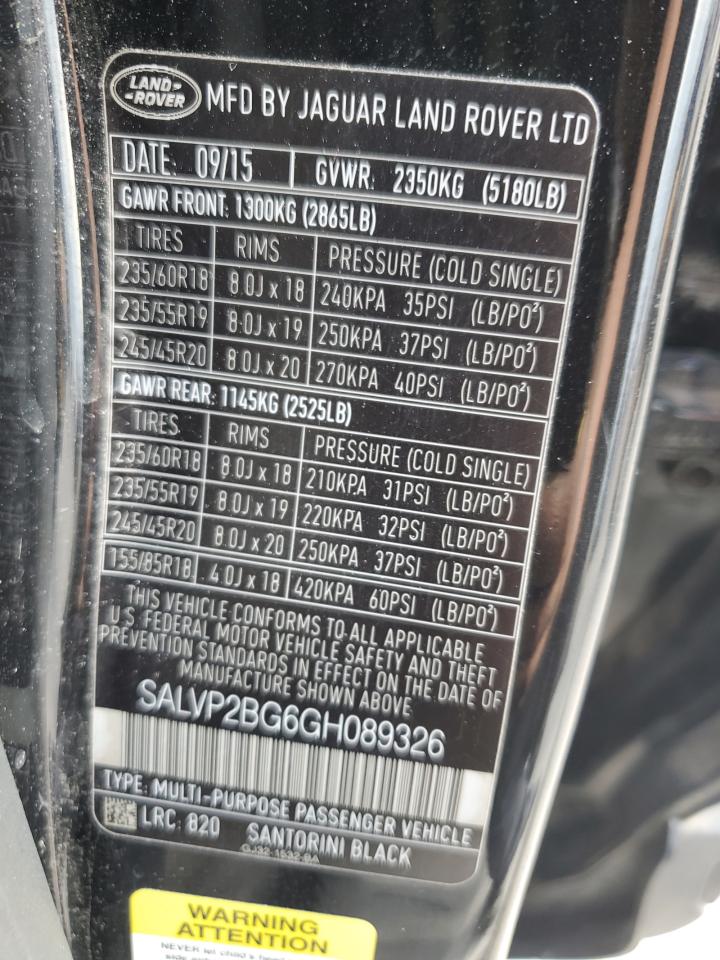 LAND-ROVER MFD BY JAGUAR LAND ROVER LTD
DATE: 09/15 GVWR: 2350KG (5180LB)
GAWR FRONT: 1300KG (2865LB)
TIRES RIMS PRESSURE (COLD SINGLE)
235/60R18 8.0J x 18 240KPA 35PSI (LB/PO²)
235/55R19 8.0J x 19 250KPA 37PSI (LB/PO²)
245/45R20 8.0J x 20 270KPA 40PSI (LB/PO²)
GAWR REAR: 1145KG (2525LB)
TIRES RIMS PRESSURE (COLD SINGLE)
235/60R18 8.0J x 18 210KPA 31PSI (LB/PO²)
235/55R19 8.0J x 19 220KPA 32PSI (LB/PO²)
245/45R20 8.0J x 20 250KPA 37PSI (LB/PO²)
155/85R18 4.0J x 18 420KPA 60PSI (LB/PO²)
THIS VEHICLE CONFORMS TO ALL APPLICABLE
U.S FEDERAL MOTOR VEHICLE SAFETY AND THEFT
PREVENTION STANDARDS IN EFFECT ON THE DATE OF
MANUFACTURE SHOWN ABOVE
SALVP2BG6GH089326
TYPE: MULTI-PURPOSE PASSENGER VEHICLE
LRC: 820 SANTORINI BLACK
WARNING
ATTENTION
NEVER let child's head